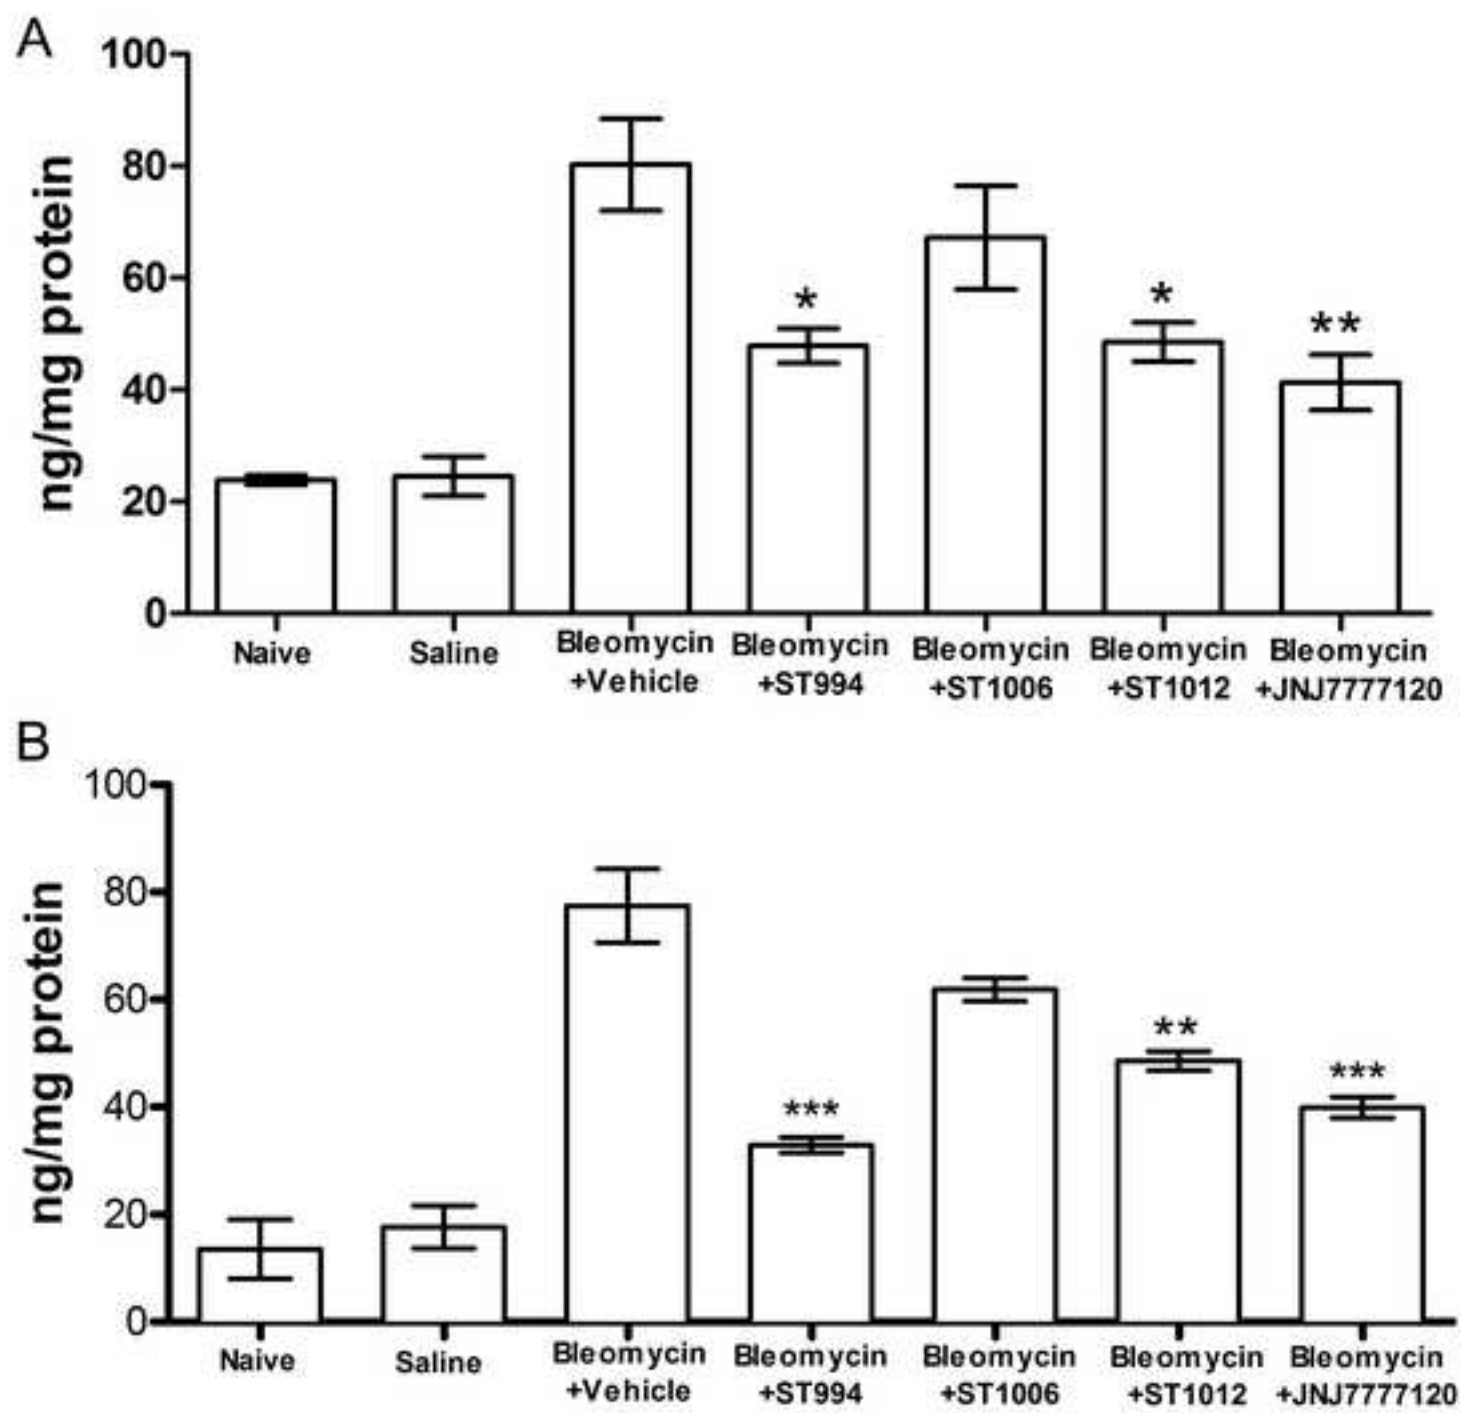 A
100
80
60
40
20
0
ng/mg protein
*
*
**
Naive
Saline
Bleomycin
+Vehicle
Bleomycin
+ST994
Bleomycin
+ST1006
Bleomycin
+ST1012
Bleomycin
+JNJ7777120
B
100
80
60
40
20
0
ng/mg protein
***
**
***
Naive
Saline
Bleomycin
+Vehicle
Bleomycin
+ST994
Bleomycin
+ST1006
Bleomycin
+ST1012
Bleomycin
+JNJ7777120